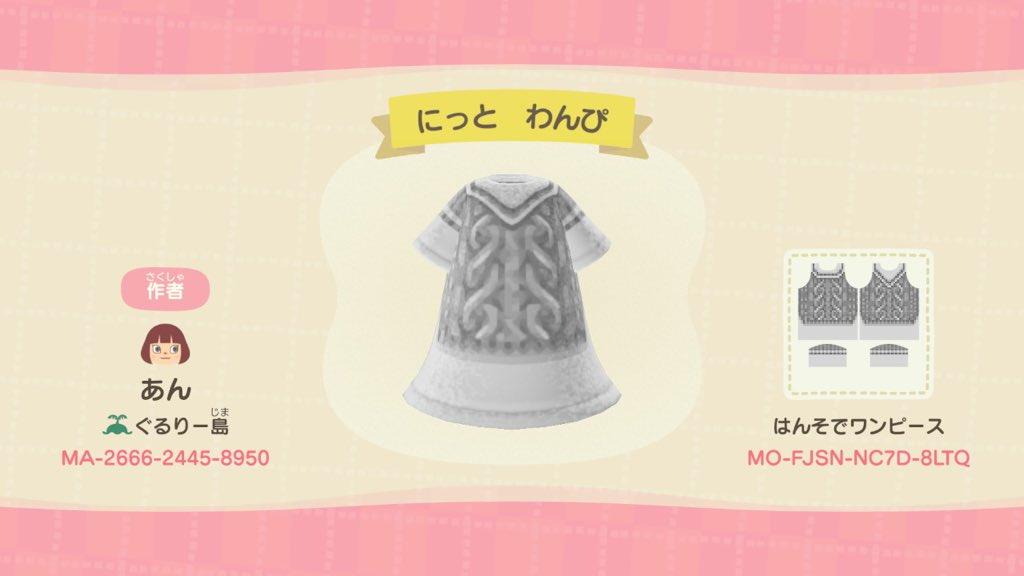 にっと　わんぴ
さくしゃ
作者
あん
じま
ぐるりー島
MA-2666-2445-8950
はんそでワンピース
MO-FJSN-NC7D-8LTQ